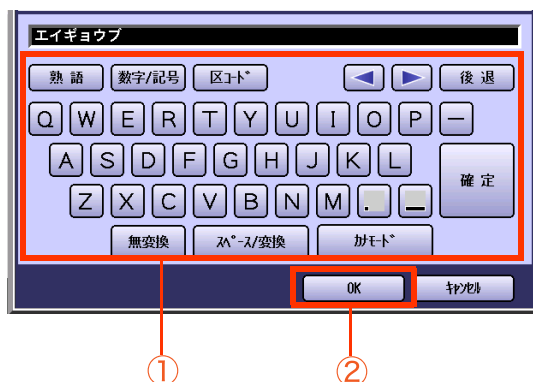 エイギョウブ
熟 語 数字/記号 区ｺｰﾄﾞ 後 退
Q W E R T Y U I O P ー
A S D F G H J K L 確 定
Z X C V B N M . _
無変換 ｽﾍﾟｰｽ/変換 ｶﾅﾓｰﾄﾞ
OK ｷｬﾝｾﾙ
① ②